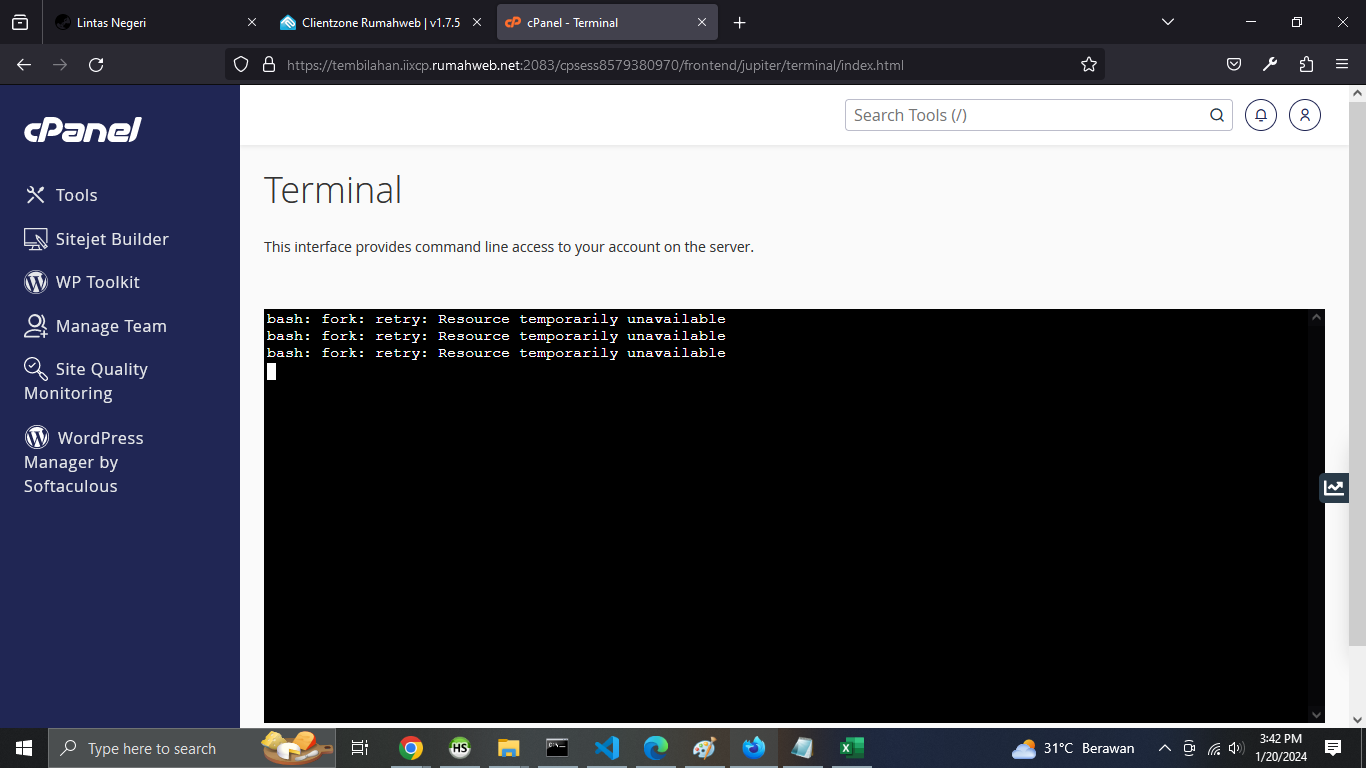 Lintas Negeri
Clientzone Rumahweb | v1.7.5
cPanel - Terminal
https://tembilahan.iixcp.rumahweb.net:2083/cpsess8579380970/frontend/jupiter/terminal/index.html
cPanel
Search Tools (/)
Tools
Sitejet Builder
WP Toolkit
Manage Team
Site Quality
Monitoring
WordPress
Manager by
Softaculous
Terminal
This interface provides command line access to your account on the server.
bash: fork: retry: Resource temporarily unavailable
bash: fork: retry: Resource temporarily unavailable
bash: fork: retry: Resource temporarily unavailable
Type here to search
HS
31°C Berawan
3:42 PM
1/20/2024